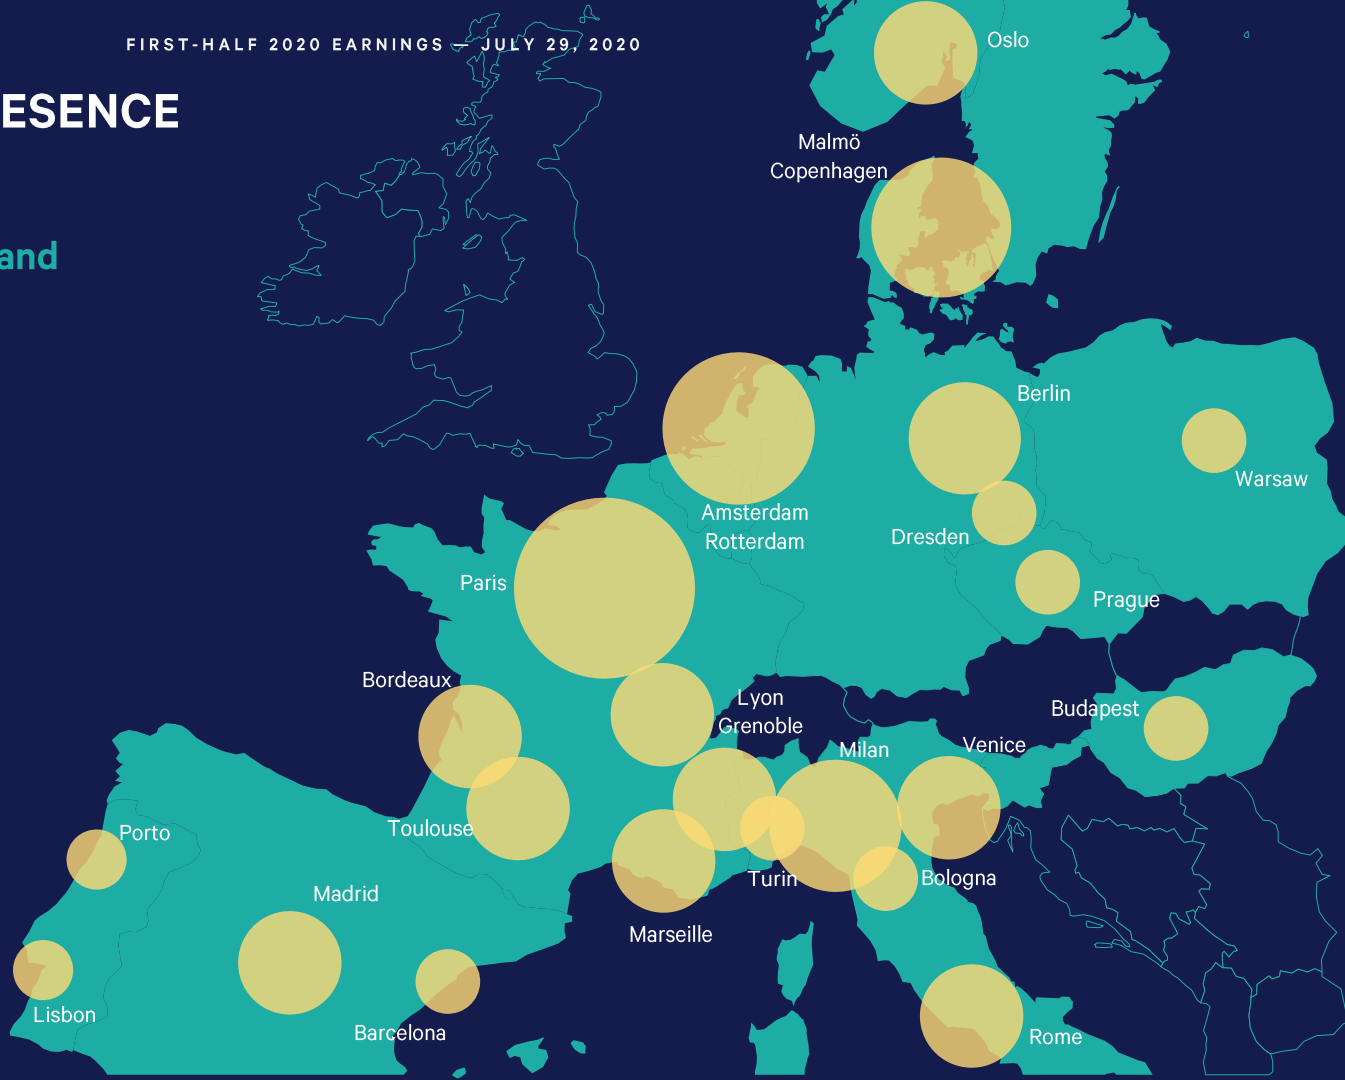 FIRST-HALF 2020 EARNINGS — JULY 29, 2020
ESENCE
and
Oslo
Malmö
Copenhagen
Berlin
Warsaw
Amsterdam
Rotterdam
Dresden
Paris
Prague
Bordeaux
Lyon
Grenoble
Budapest
Milan
Venice
Toulouse
Porto
Turin
Bologna
Madrid
Marseille
Lisbon
Barcelona
Rome